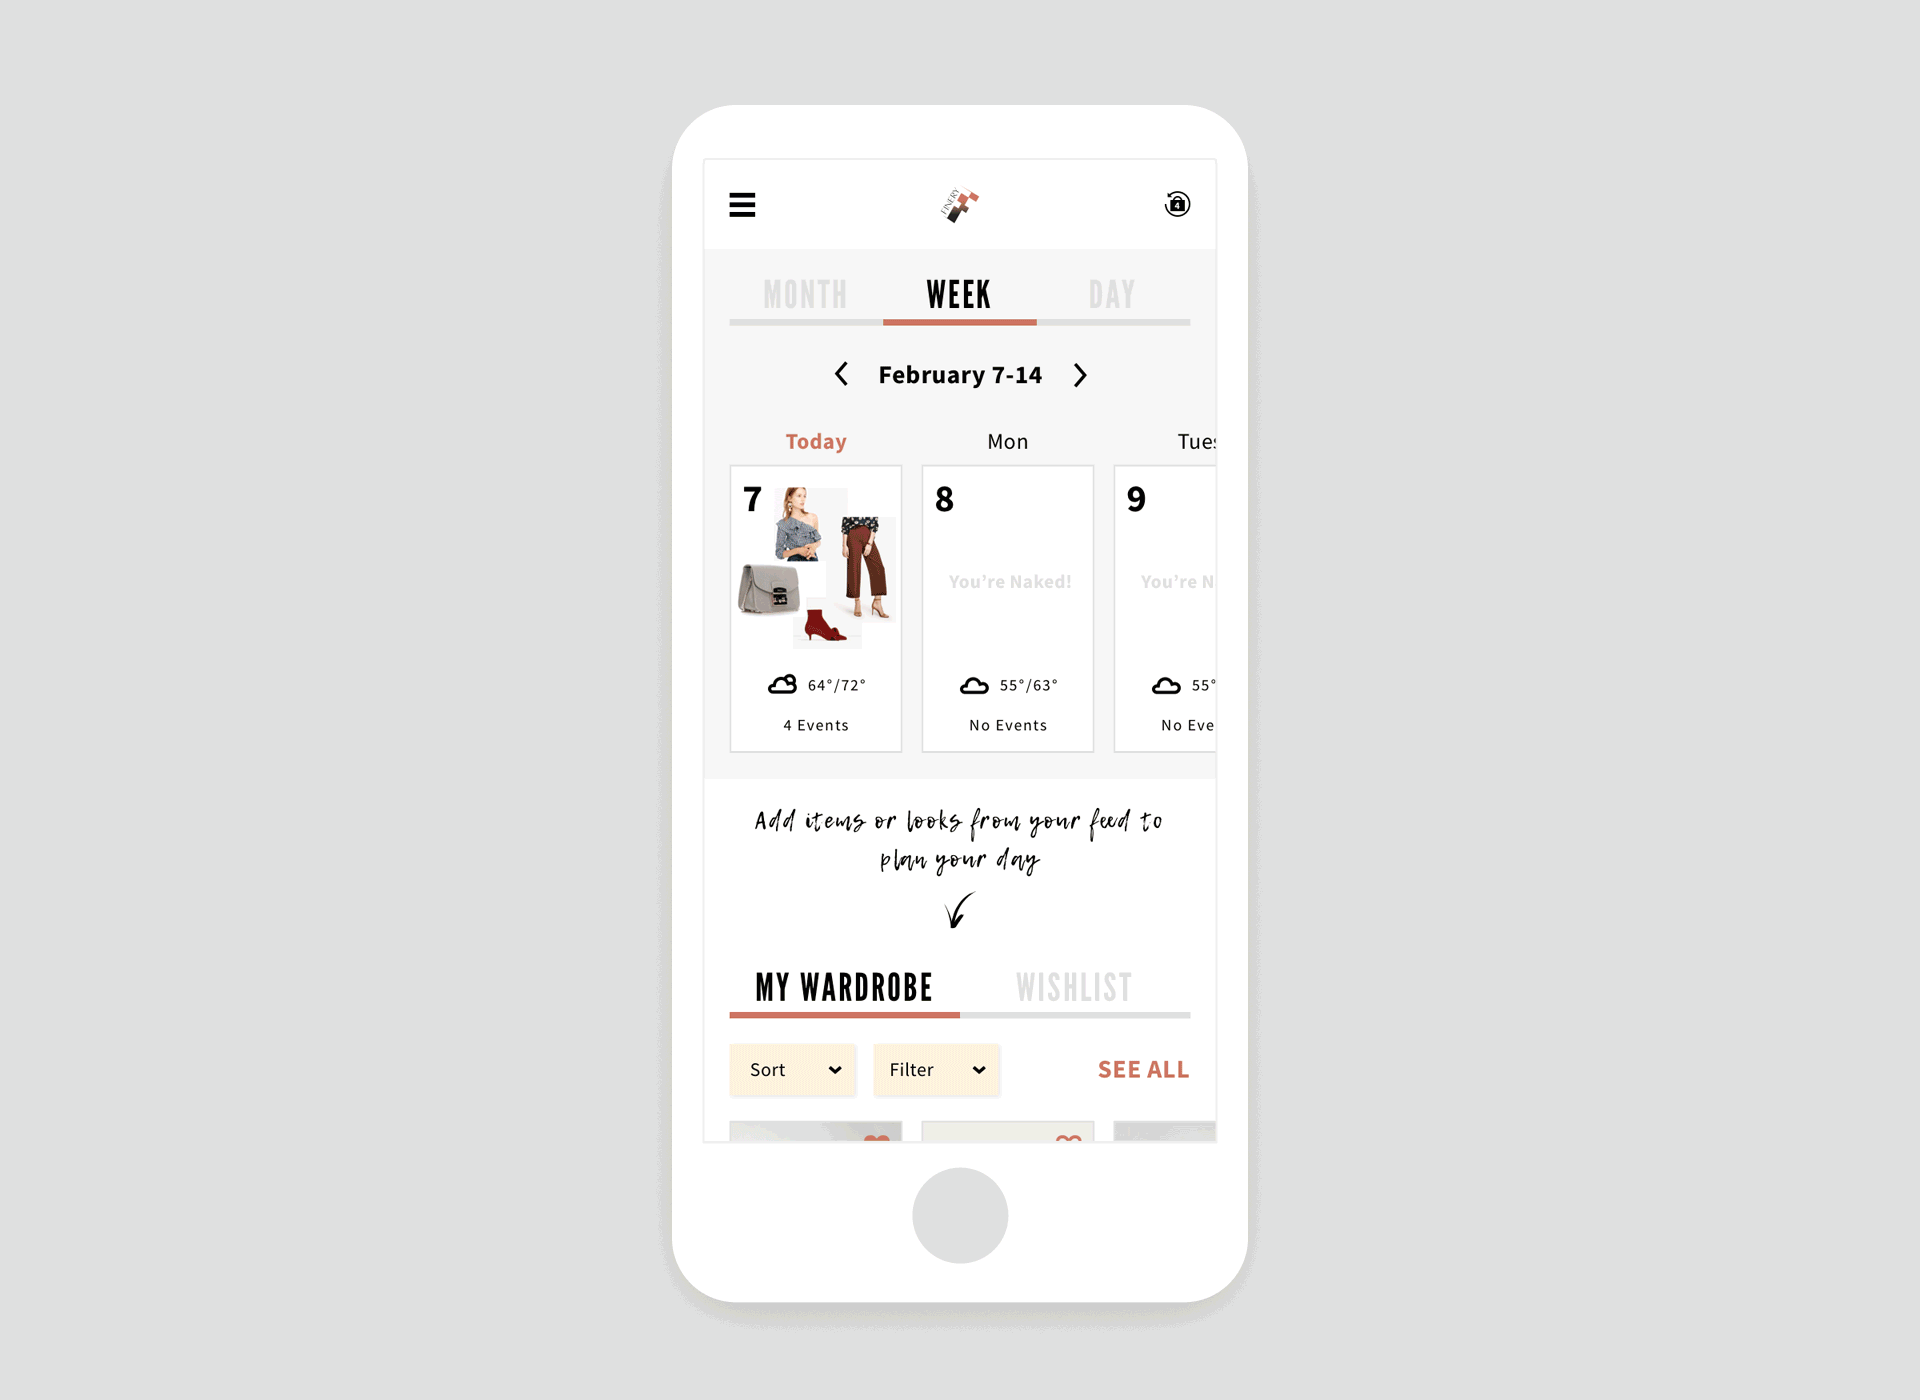 FINERY
4
MONTH WEEK DAY
February 7-14
Today Mon Tues
7 8 9
You're Naked! You're N
64°/72° 55°/63° 55°
4 Events No Events No Eve
Add items or looks from your feed to
plan your day
MY WARDROBE WISHLIST
Sort Filter SEE ALL